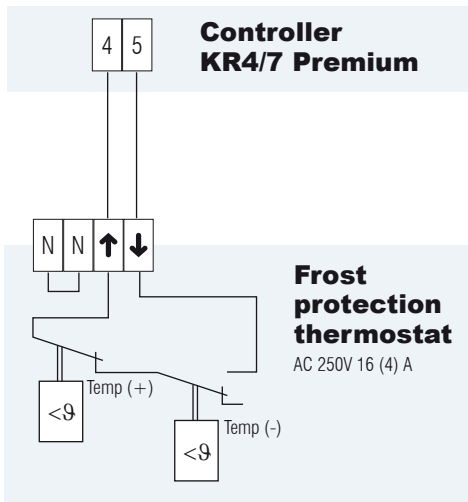 4 5
Controller
KR4/7 Premium
N N ↑ ↓
Frost
protection
thermostat
AC 250V 16 (4) A
Temp (+)
<ϑ
Temp (-)
<ϑ